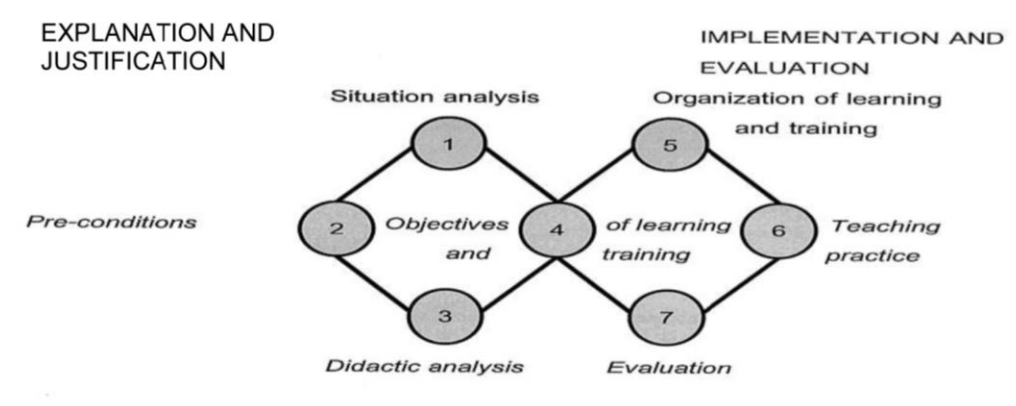 EXPLANATION AND
JUSTIFICATION
IMPLEMENTATION AND
EVALUATION
Situation analysis
Organization of learning
and training
1
5
Pre-conditions
2
Objectives
and
4
of learning
training
6
Teaching
practice
3
7
Didactic analysis
Evaluation